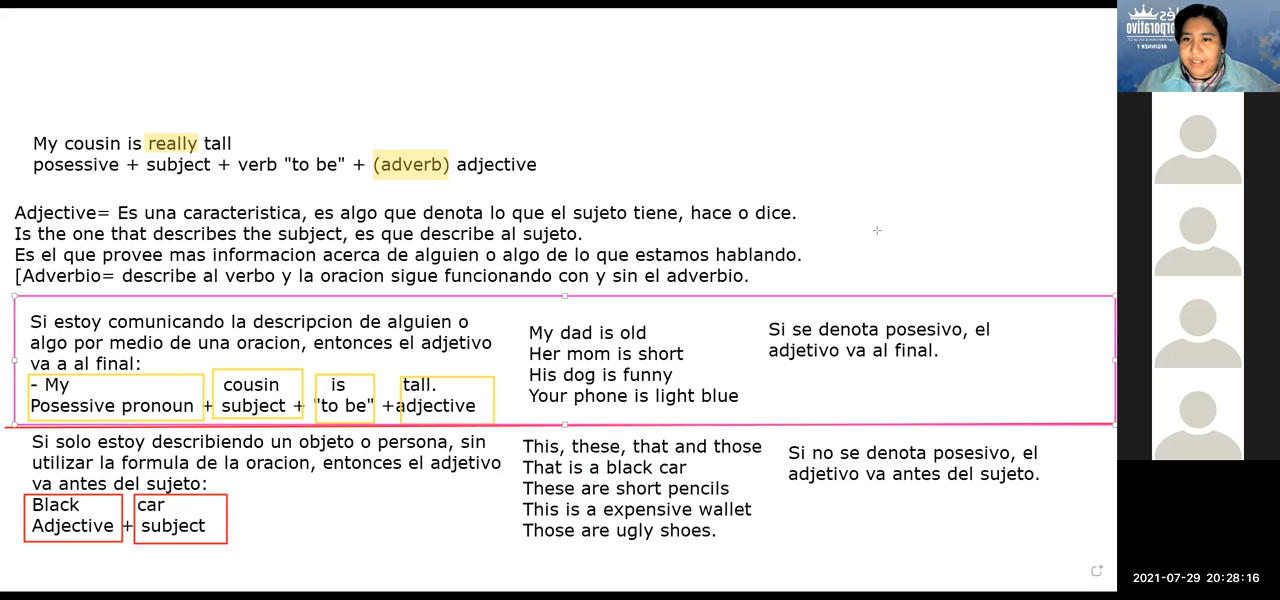 My cousin is really tall
posessive + subject + verb "to be" + (adverb) adjective
Adjective= Es una caracteristica, es algo que denota lo que el sujeto tiene, hace o dice.
Is the one that describes the subject, es que describe al sujeto.
Es el que provee mas informacion acerca de alguien o algo de lo que estamos hablando.
[Adverbio= describe al verbo y la oracion sigue funcionando con y sin el adverbio.
Si estoy comunicando la descripcion de alguien o
algo por medio de una oracion, entonces el adjetivo
va a al final:
- My cousin is tall.
Posessive pronoun + subject + "to be" +adjective
My dad is old
Her mom is short
His dog is funny
Your phone is light blue
Si se denota posesivo, el
adjetivo va al final.
Si solo estoy describiendo un objeto o persona, sin
utilizar la formula de la oracion, entonces el adjetivo
va antes del sujeto:
Black car
Adjective + subject
This, these, that and those
That is a black car
These are short pencils
This is a expensive wallet
Those are ugly shoes.
Si no se denota posesivo, el
adjetivo va antes del sujeto.
2021-07-29 20:28:16